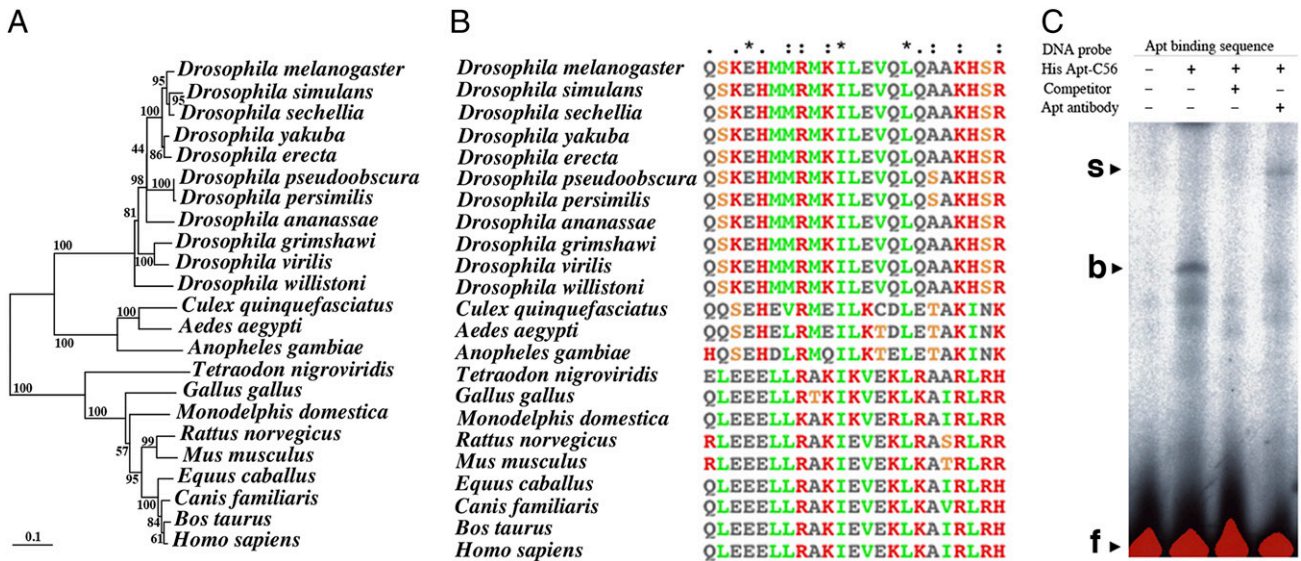 A
95
Drosophila melanogaster
95
Drosophila simulans
100
Drosophila sechellia
Drosophila yakuba
44
86
Drosophila erecta
98
100
Drosophila pseudoobscura
Drosophila persimilis
81
Drosophila ananassae
Drosophila grimshawi
100
100
Drosophila virilis
Drosophila willistoni
100
Culex quinquefasciatus
Aedes aegypti
100
Anopheles gambiae
100
Tetraodon nigroviridis
100
Gallus gallus
Monodelphis domestica
57
99
Rattus norvegicus
Mus musculus
95
Equus caballus
100
Canis familiaris
84
Bos taurus
61
Homo sapiens
0.1
B
. .*. :: :* *.: : :
Drosophila melanogaster QSKEHMMRMKILEVQLQAAKHSR
Drosophila simulans QSKEHMMRMKILEVQLQAAKHSR
Drosophila sechellia QSKEHMMRMKILEVQLQAAKHSR
Drosophila yakuba QSKEHMMRMKILEVQLQAAKHSR
Drosophila erecta QSKEHMMRMKILEVQLQAAKHSR
Drosophila pseudoobscura QSKEHMMRMKILEVQLQSAKHSR
Drosophila persimilis QSKEHMMRMKILEVQLQSAKHSR
Drosophila ananassae QSKEHMMRMKILEVQLQAAKHSR
Drosophila grimshawi QSKEHMMRMKILEVQLQAAKHSR
Drosophila virilis QSKEHMMRMKILEVQLQAAKHSR
Drosophila willistoni QSKEHMMRMKILEVQLQAAKHSR
Culex quinquefasciatus QQSEHEVRMEILKCDLETAKINK
Aedes aegypti QQSEHELRMEILKTDLETAKINK
Anopheles gambiae HQSEHDLRMQILKTELETAKINK
Tetraodon nigroviridis ELEEELLRAKIKVEKLRAARLRH
Gallus gallus QLEEELLRTKIKVEKLKAIRLRR
Monodelphis domestica QLEEELLRAKIKVERLKAIRLRR
Rattus norvegicus RLEEELLRAKIEVEKLKASRLRR
Mus musculus RLEEELLRAKIEVEKLKATRLRR
Equus caballus QLEEELLRAKIEVEKLKAIRLRH
Canis familiaris QLEEELLRAKIEVEKLKAVRLRH
Bos taurus QLEEELLRAKIEVEKLKAIRLRH
Homo sapiens QLEEELLRAKIEVEKLKAIRLRH
C
DNA probe Apt binding sequence
His Apt-C56 – + + +
Competitor – – + –
Apt antibody – – – +
s
b
f